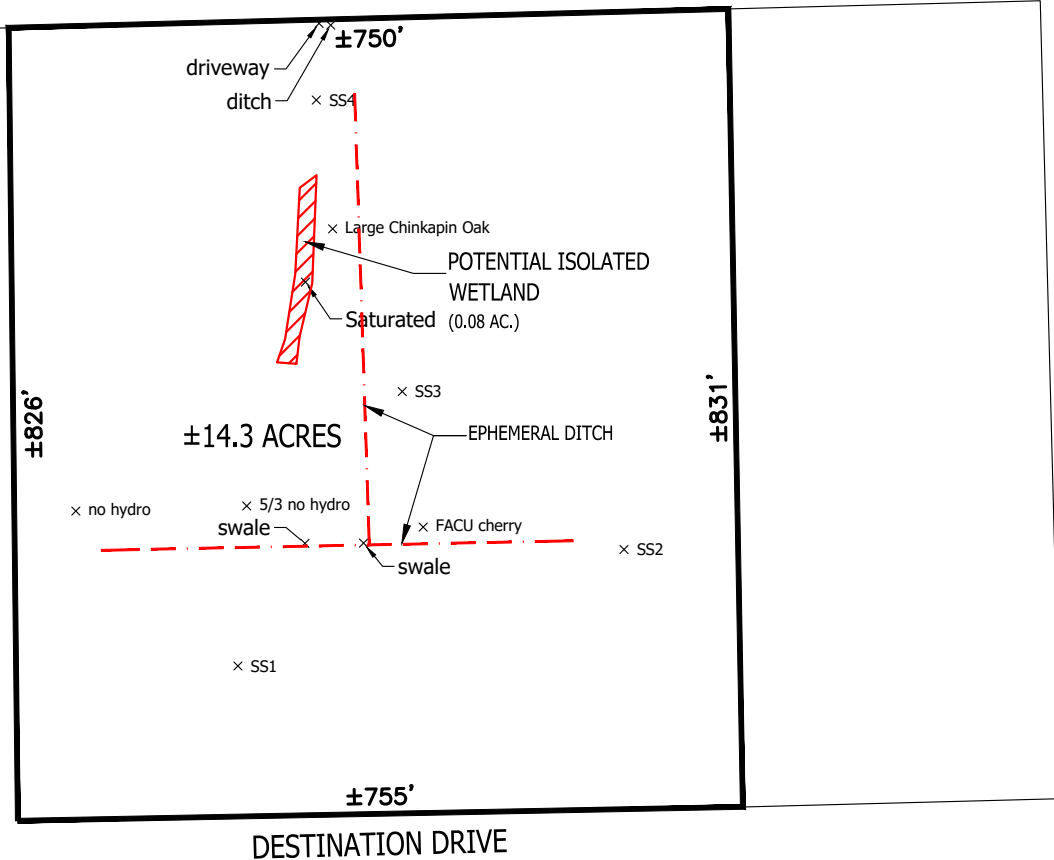 ±750’
driveway
ditch
SS4
Large Chinkapin Oak
POTENTIAL ISOLATED
WETLAND
(0.08 AC.)
Saturated
±826’
±831’
SS3
±14.3 ACRES
EPHEMERAL DITCH
no hydro
5/3 no hydro
swale
FACU cherry
SS2
swale
SS1
±755’
DESTINATION DRIVE